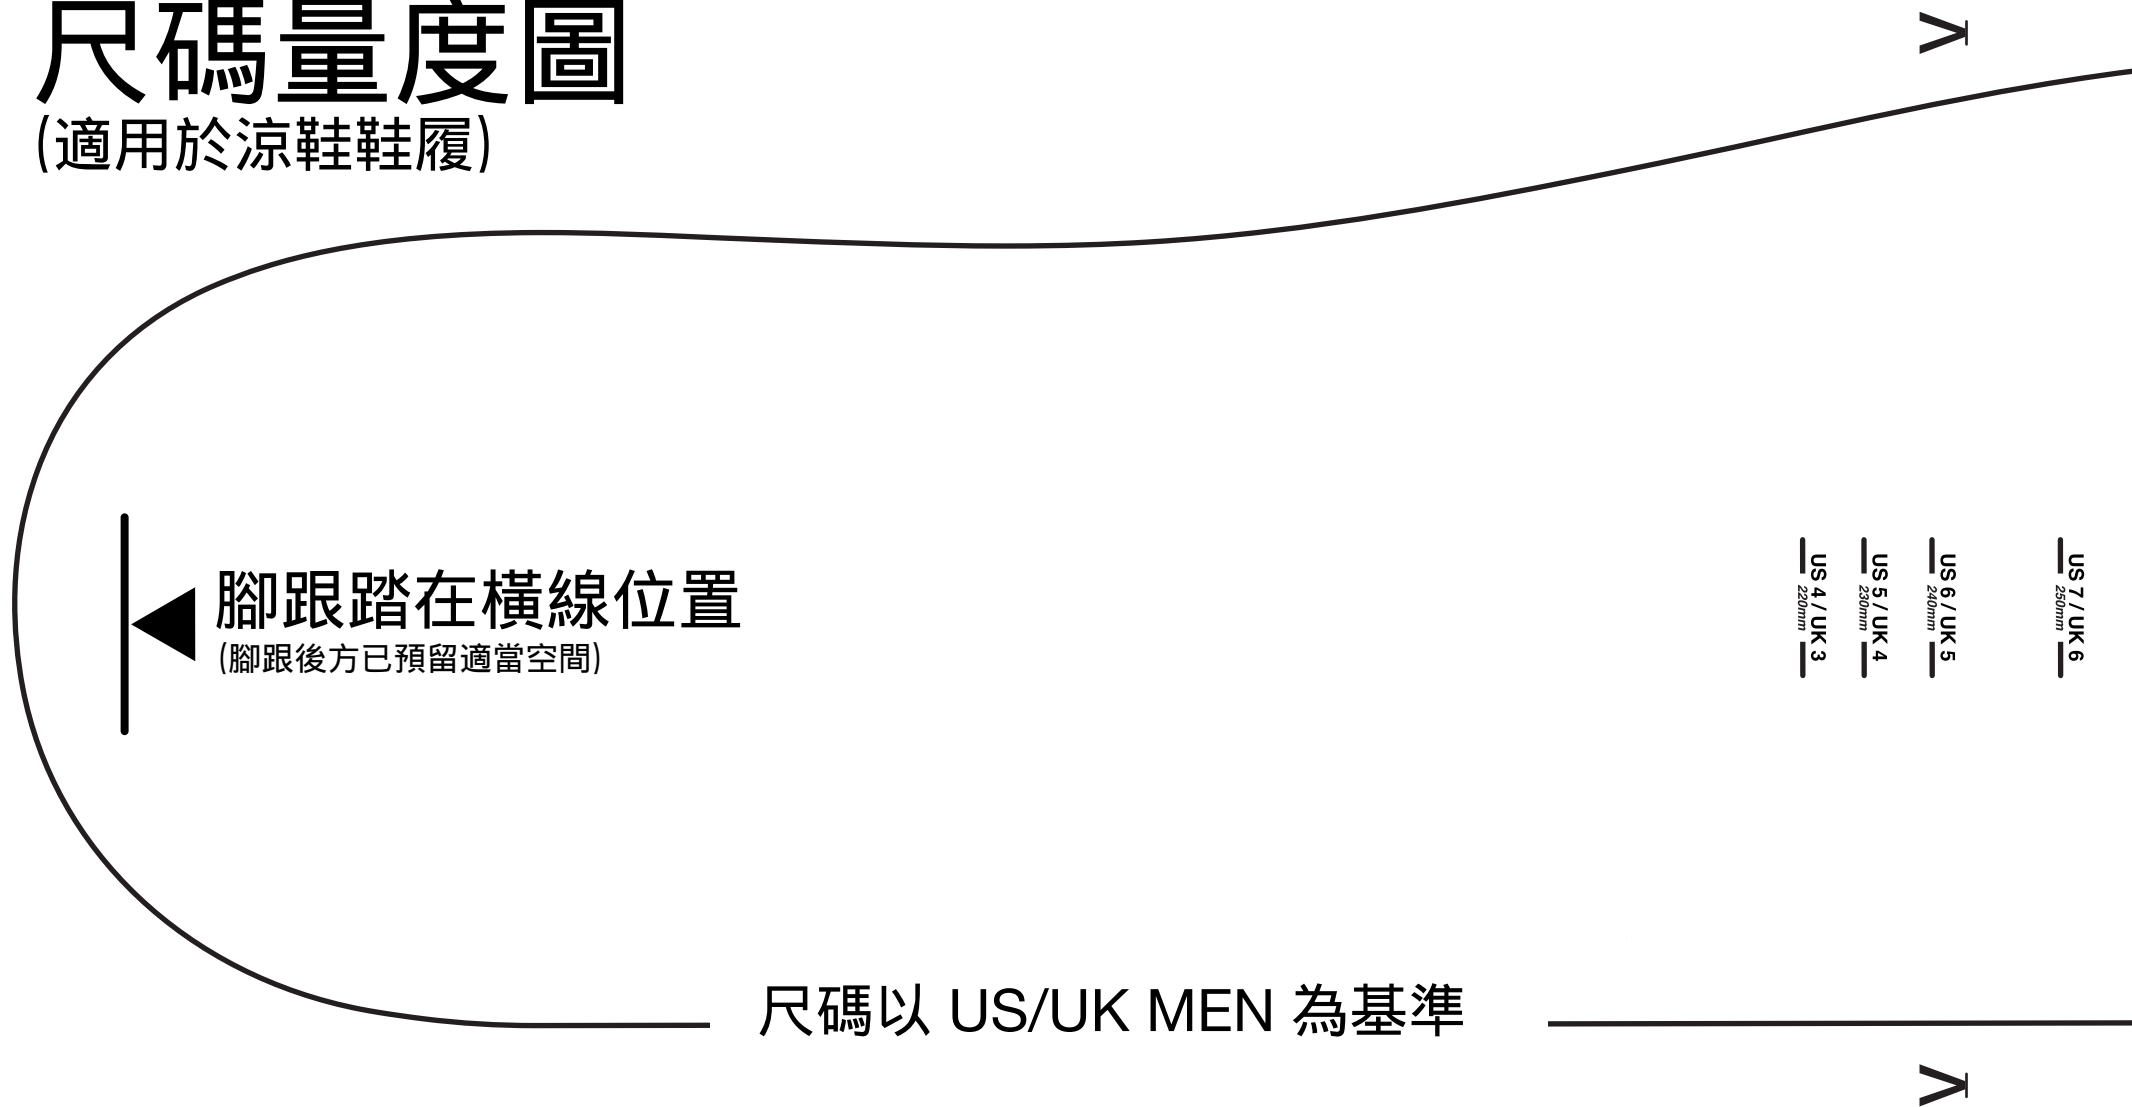 尺碼量度圖
(適用於涼鞋鞋履)
腳跟踏在橫線位置
(腳跟後方已預留適當空間)
US 4 / UK 3
220mm
US 5 / UK 4
230mm
US 6 / UK 5
240mm
US 7 / UK 6
250mm
尺碼以 US/UK MEN 為基準